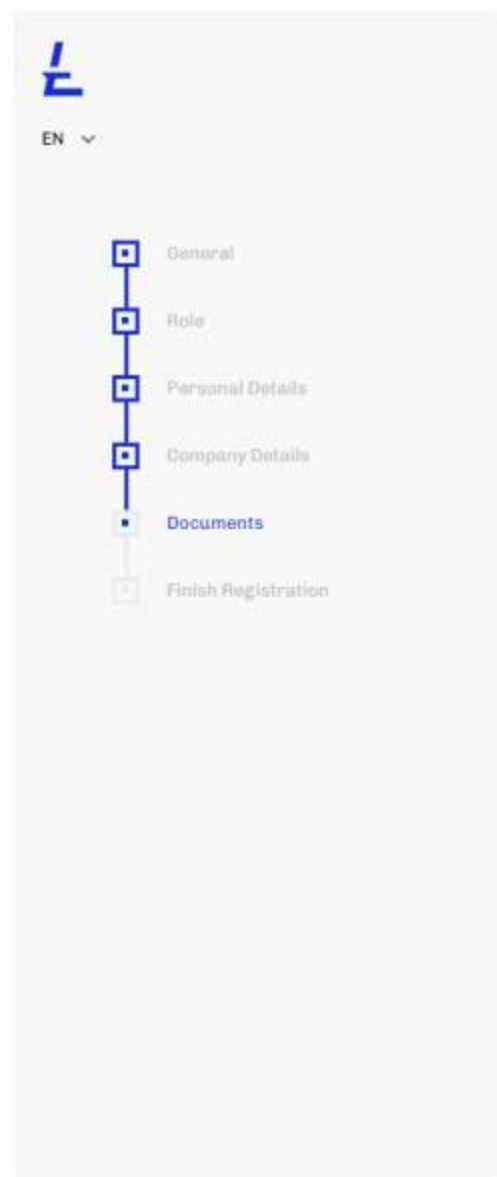 EN
General
Role
Personal Details
Company Details
Documents
Finish Registration